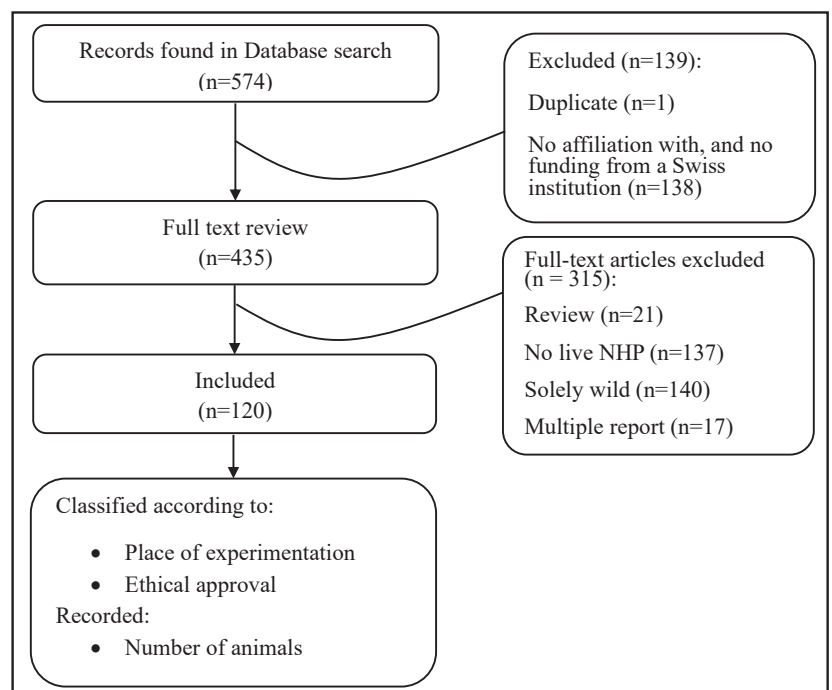 Records found in Database search
(n=574)
Excluded (n=139):
Duplicate (n=1)
No affiliation with, and no
funding from a Swiss
institution (n=138)
Full text review
(n=435)
Full-text articles excluded
(n = 315):
Review (n=21)
No live NHP (n=137)
Solely wild (n=140)
Multiple report (n=17)
Included
(n=120)
Classified according to:
• Place of experimentation
• Ethical approval
Recorded:
• Number of animals